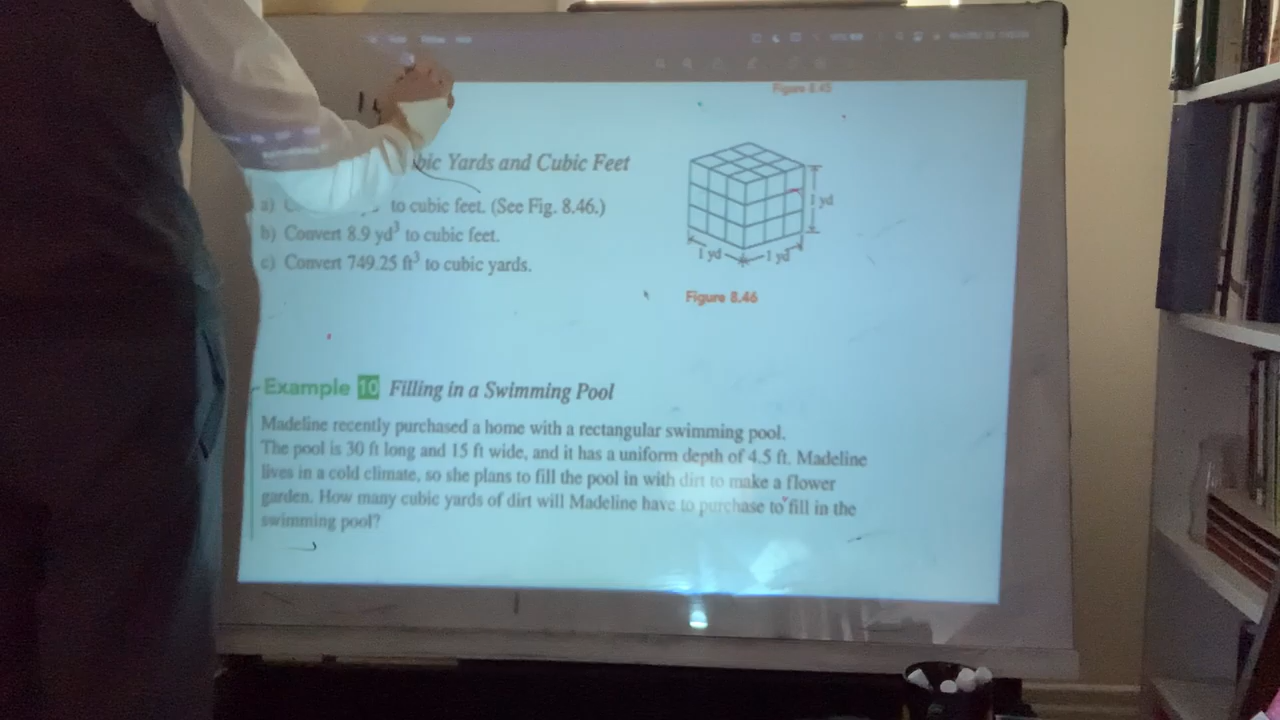 Figure 8.45
bic Yards and Cubic Feet
a) to cubic feet. (See Fig. 8.46.)
b) Convert 8.9 yd³ to cubic feet.
c) Convert 749.25 ft³ to cubic yards.
1 yd
1 yd
1 yd
Figure 8.46
Example 10 Filling in a Swimming Pool
Madeline recently purchased a home with a rectangular swimming pool.
The pool is 30 ft long and 15 ft wide, and it has a uniform depth of 4.5 ft. Madeline
lives in a cold climate, so she plans to fill the pool in with dirt to make a flower
garden. How many cubic yards of dirt will Madeline have to purchase to fill in the
swimming pool?